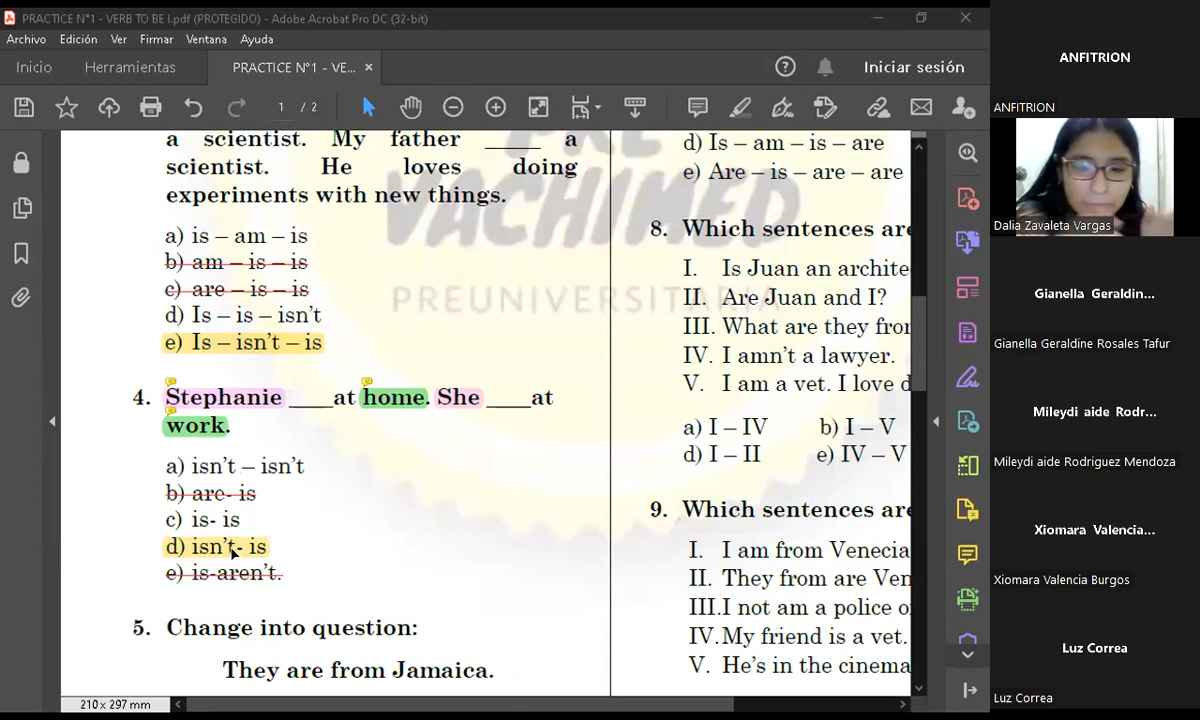 PRACTICE N°1 - VERB TO BE I.pdf (PROTEGIDO) - Adobe Acrobat Pro DC (32-bit)
Archivo Edición Ver Firmar Ventana Ayuda
Inicio Herramientas PRACTICE N°1 - VE... × Iniciar sesión
1 / 2
a scientist. My father ____ a
scientist. He loves doing
experiments with new things.
a) is – am – is
b) am – is – is
c) are – is – is
d) Is – is – isn't
e) Is – isn't – is
4. Stephanie ____at home. She ____at
work.
a) isn't – isn't
b) are- is
c) is- is
d) isn't- is
e) is-aren't.
5. Change into question:
They are from Jamaica.
PRE
VACHIMED
PREUNIVERSITARIA
d) Is – am – is – are
e) Are – is – are – are
8. Which sentences are
I. Is Juan an archite
II. Are Juan and I?
III. What are they fror
IV. I amn't a lawyer.
V. I am a vet. I love d
a) I – IV b) I – V
d) I – II e) IV – V
9. Which sentences are
I. I am from Venecia
II. They from are Ven
III.I not am a police o
IV.My friend is a vet.
V. He's in the cinema
210 x 297 mm
ANFITRION
ANFITRION
Dalia Zavaleta Vargas
Gianella Geraldin...
Gianella Geraldine Rosales Tafur
Mileydi aide Rodr...
Mileydi aide Rodriguez Mendoza
Xiomara Valencia...
Xiomara Valencia Burgos
Luz Correa
Luz Correa